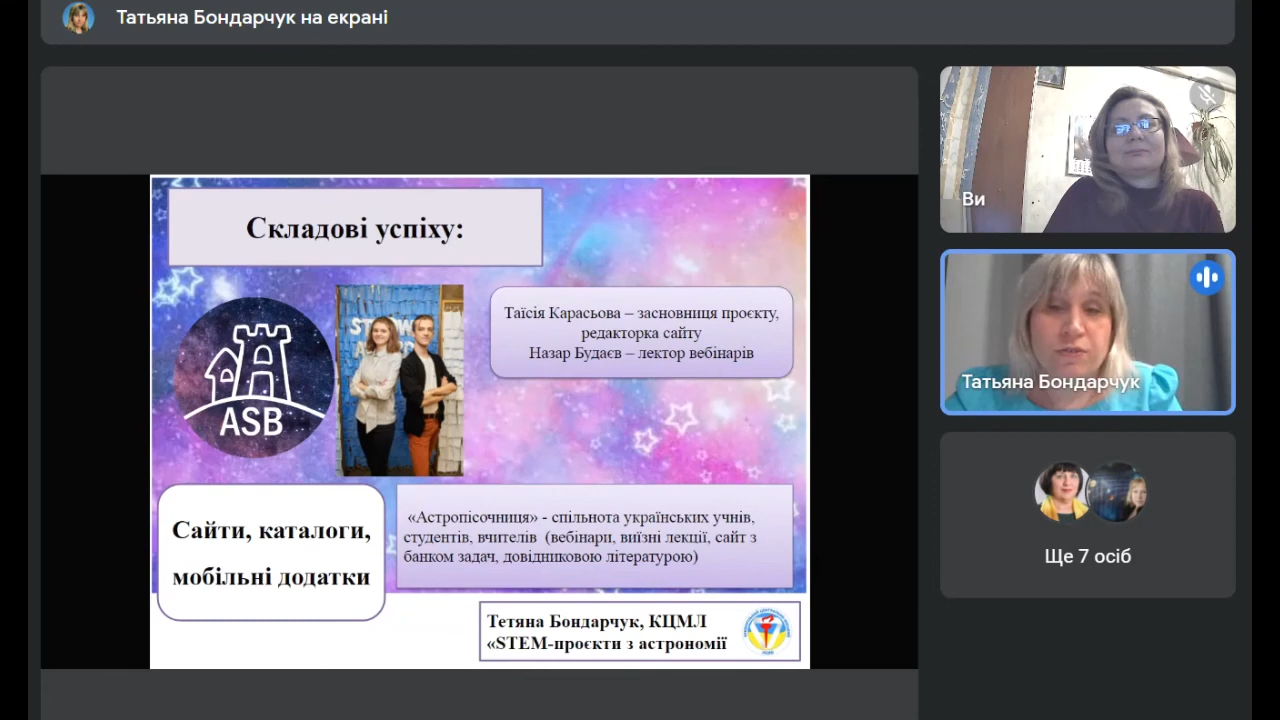 Татьяна Бондарчук на екрані
Складові успіху:
ASB
Таїсія Карасьова – засновниця проєкту,
редакторка сайту
Назар Будаєв – лектор вебінарів
Сайти, каталоги,
мобільні додатки
«Астропісочниця» - спільнота українських учнів,
студентів, вчителів (вебінари, виїзні лекції, сайт з
банком задач, довідниковою літературою)
Тетяна Бондарчук, КЦМЛ
«STEM-проєкти з астрономії
Ви
Татьяна Бондарчук
Ще 7 осіб